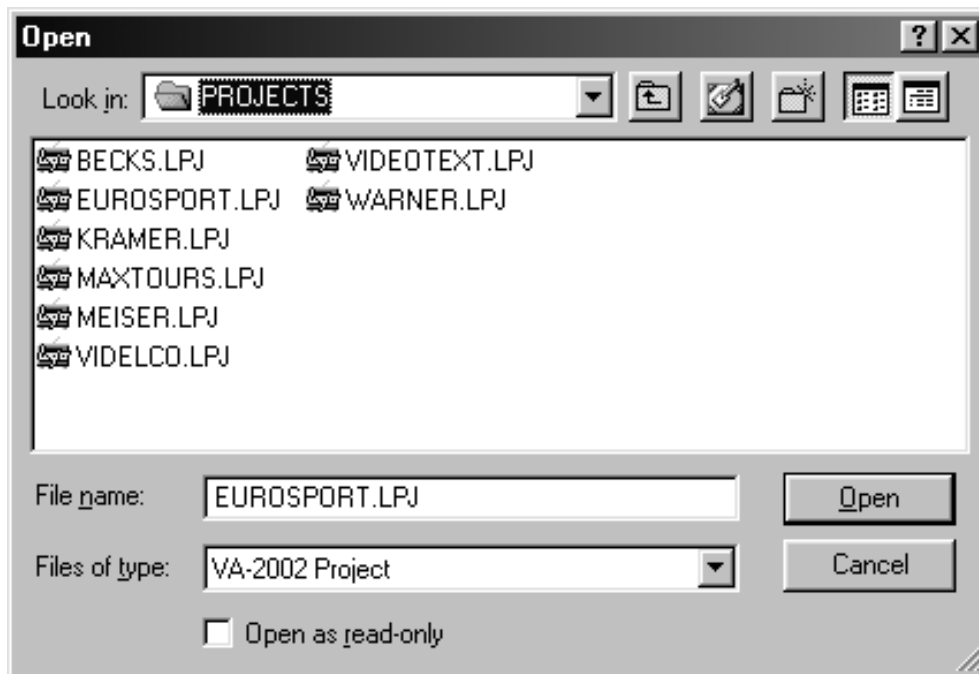 Open
Look in: PROJECTS
BECKS.LPJ
EUROSPORT.LPJ
KRAMER.LPJ
MAXTOURS.LPJ
MEISER.LPJ
VIDELCO.LPJ
VIDEOTEXT.LPJ
WARNER.LPJ
File name: EUROSPORT.LPJ
Open
Files of type: VA-2002 Project
Cancel
Open as read-only